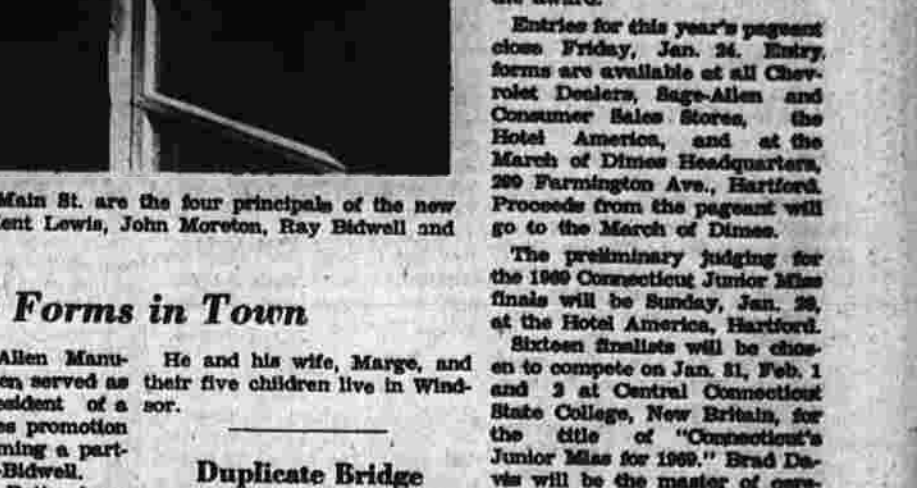 Main St. are the four principals of the new
ent Lewis, John Moreton, Ray Bidwell and
Forms in Town
Allen Manu-
en served as
esident of a
es promotion
ming a part-
Bidwell.
He and his wife, Marge, and
their five children live in Wind-
sor.
Duplicate Bridge
Entries for this year's pageant
close Friday, Jan. 24. Entry
forms are available at all Chev-
rolet Dealers, Sage-Allen and
Consumer Sales Stores, the
Hotel America, and at the
March of Dimes Headquarters,
Farmington Ave., Hartford.
Proceeds from the pageant will
go to the March of Dimes.
The preliminary judging for
the 1969 Connecticut Junior Miss
finals will be Sunday, Jan.
at the Hotel America, Hartford.
Sixteen finalists will be chos-
en to compete on Jan. 31, Feb. 1
and at Central Connecticut
State College, New Britain, for
the title of "Connecticut's
Junior Miss for 1969." Brad Da-
vis will be the master of cere-